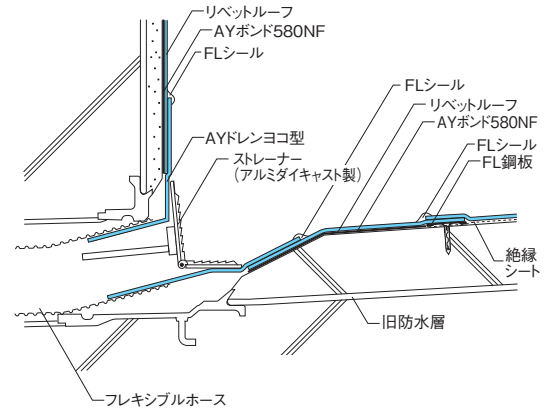 リベットルーフ
AYボンド580NF
FLシール
AYドレンヨコ型
ストレーナー
（アルミダイキャスト製）
FLシール
リベットルーフ
AYボンド580NF
FLシール
FL鋼板
絶縁
シート
旧防水層
フレキシブルホース